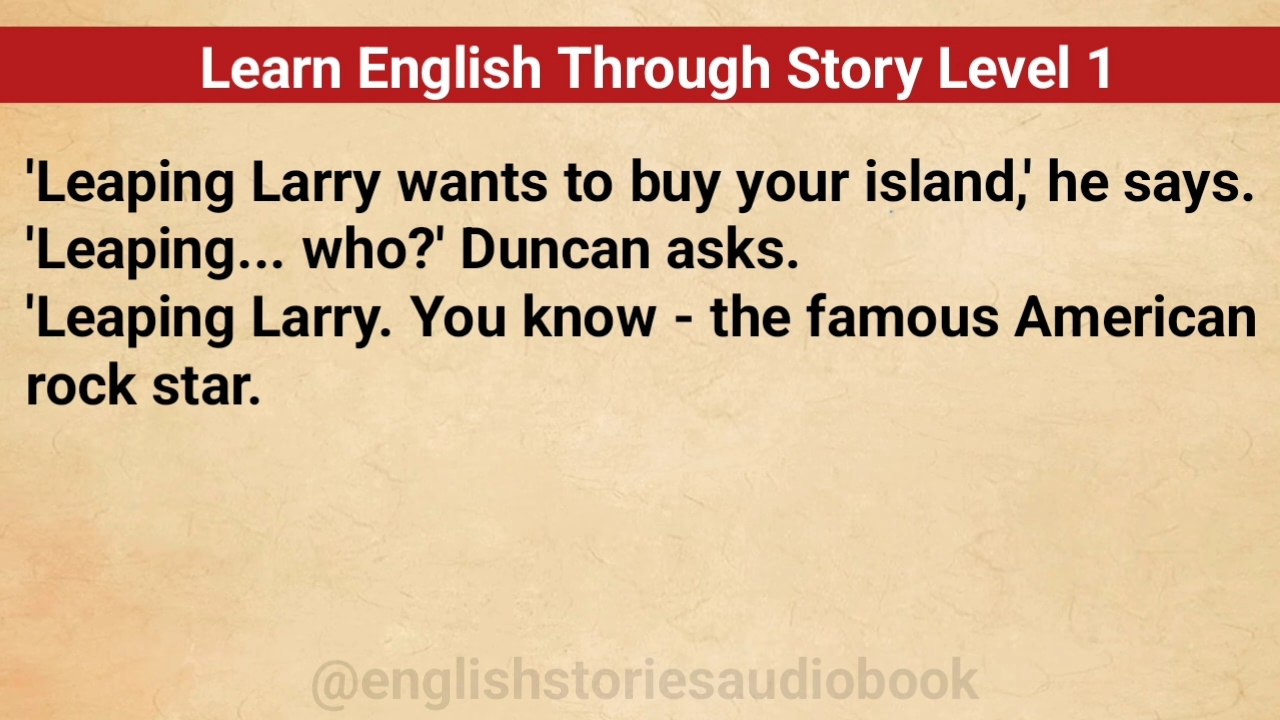 Learn English Through Story Level 1
'Leaping Larry wants to buy your island,' he says.
'Leaping... who?' Duncan asks.
'Leaping Larry. You know - the famous American
rock star.
@englishstoriesaudiobook